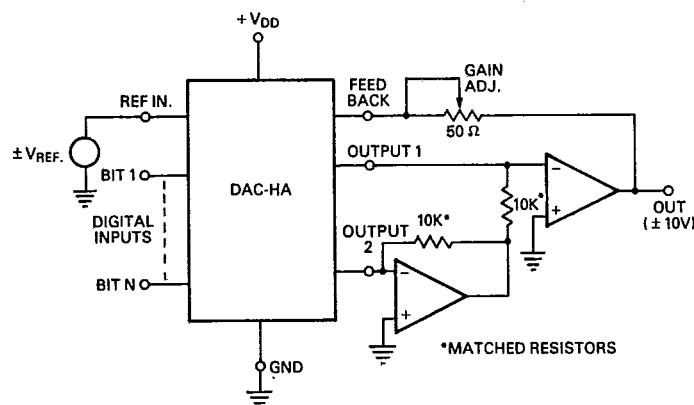 + VDD
GAIN
ADJ.
FEED
BACK
REF IN.
50 Ω
± VREF.
OUTPUT 1
BIT 1
DAC-HA
10K*
OUT
(± 10V)
DIGITAL
INPUTS
OUTPUT
2
10K*
BIT N
*MATCHED RESISTORS
GND
−
+
−
+